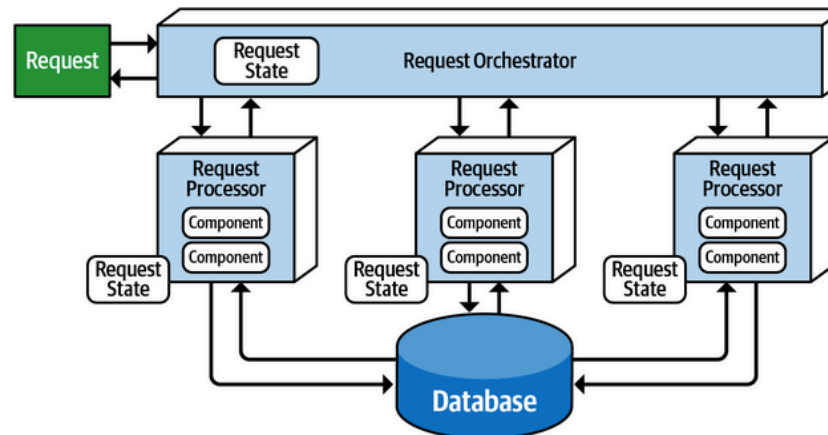 Request
Request
State
Request Orchestrator
Request
Processor
Component
Component
Request
State
Request
Processor
Component
Component
Request
State
Request
Processor
Component
Component
Request
State
Database